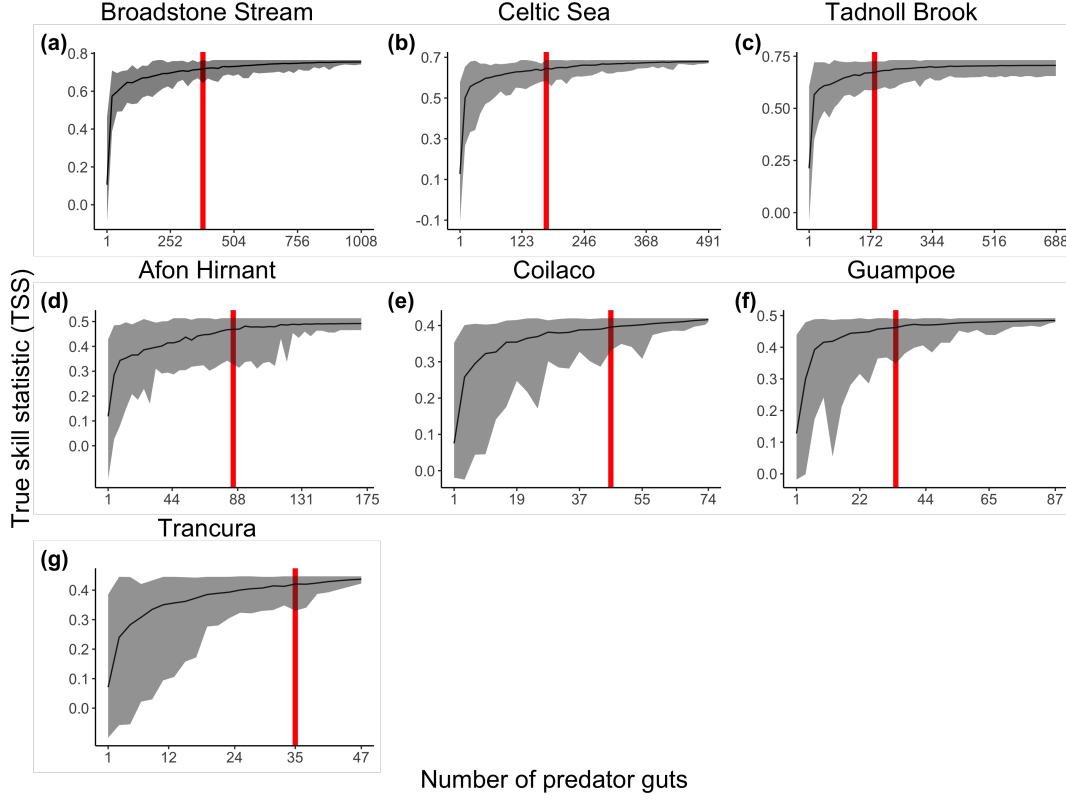 Broadstone Stream
Celtic Sea
Tadnoll Brook
(a)
0.8
0.6
0.4
0.2
0.0
1 252 504 756 1008
(b)
0.7
0.5
0.3
0.1
-0.1
1 123 246 368 491
(c)
0.75
0.50
0.25
0.00
1 172 344 516 688
Afon Hirnant
Coilaco
Guampoe
(d)
0.5
0.4
0.3
0.2
0.1
0.0
1 44 88 131 175
(e)
0.4
0.3
0.2
0.1
0.0
1 19 37 55 74
(f)
0.5
0.4
0.3
0.2
0.1
0.0
1 22 44 65 87
True skill statistic (TSS)
Trancura
(g)
0.4
0.3
0.2
0.1
0.0
1 12 24 35 47
Number of predator guts